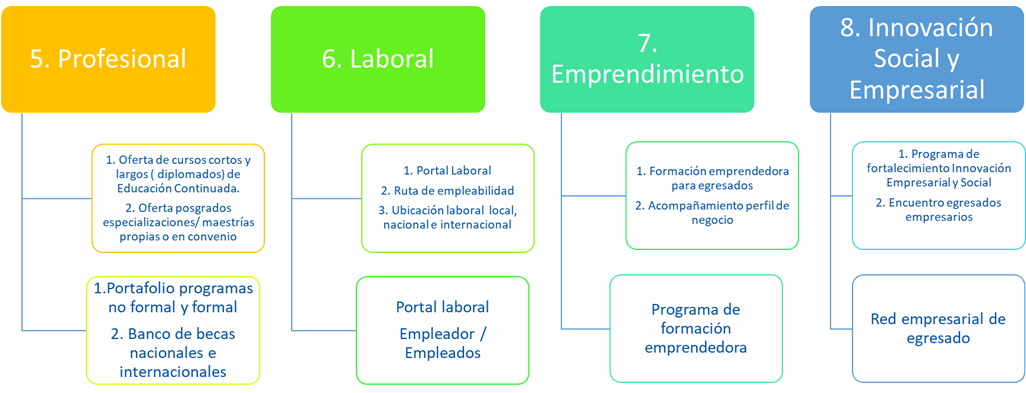 5. Profesional
1. Oferta de cursos cortos y
largos ( diplomados) de
Educación Continuada.
2. Oferta posgrados
especializaciones/ maestrías
propias o en convenio
1.Portafolio programas
no formal y formal
2. Banco de becas
nacionales e
internacionales
6. Laboral
1. Portal Laboral
2. Ruta de empleabilidad
3. Ubicación laboral local,
nacional e internacional
Portal laboral
Empleador /
Empleados
7.
Emprendimiento
1. Formación emprendedora
para egresados
2. Acompañamiento perfil de
negocio
Programa de
formación
emprendedora
8. Innovación
Social y
Empresarial
1. Programa de
fortalecimiento Innovación
Empresarial y Social
2. Encuentro egresados
empresarios
Red empresarial de
egresado